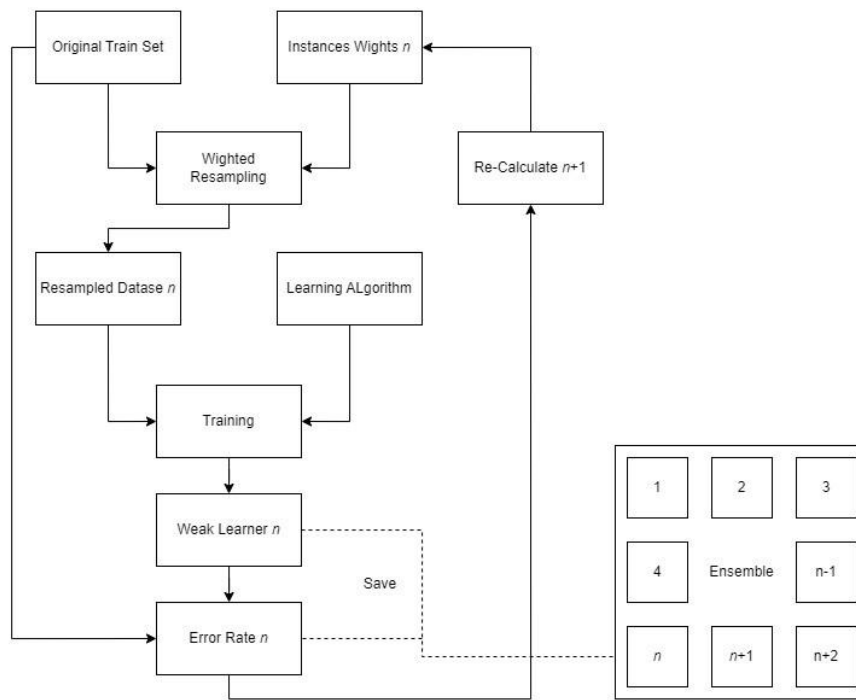 Original Train Set
Instances Wights n
Wighted
Resampling
Re-Calculate n+1
Resampled Datase n
Learning ALgorithm
Training
Weak Learner n
Save
Error Rate n
1
2
3
4
Ensemble
n-1
n
n+1
n+2